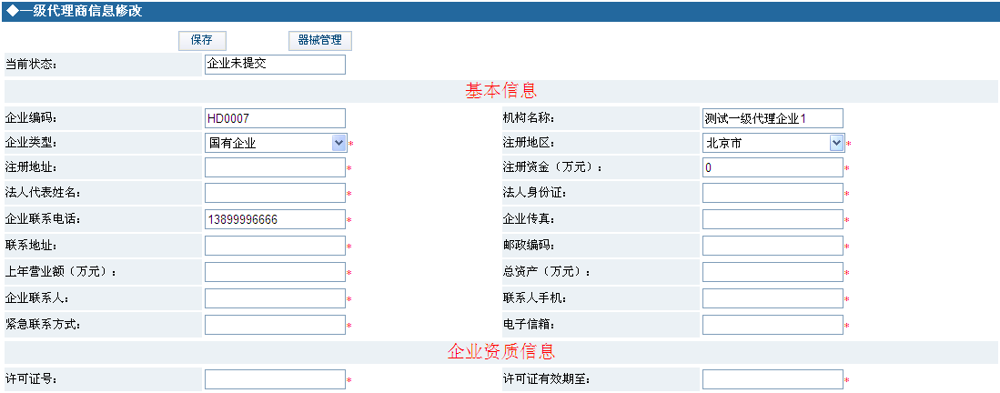 ◆一级代理商信息修改
保存 器械管理
当前状态： 企业未提交
基本信息
企业编码： HD0007 机构名称： 测试一级代理企业1
企业类型： 国有企业 * 注册地区： 北京市 *
注册地址： * 注册资金（万元）： 0 *
法人代表姓名： * 法人身份证： *
企业联系电话： 13899996666 * 企业传真： *
联系地址： * 邮政编码： *
上年营业额（万元）： * 总资产（万元）： *
企业联系人： * 联系人手机： *
紧急联系方式： * 电子信箱： *
企业资质信息
许可证号： * 许可证有效期至： *